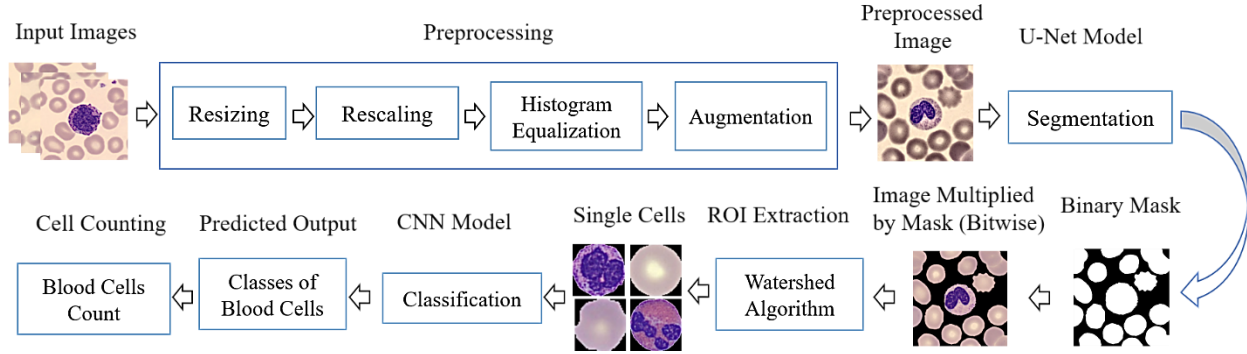 Input Images
Preprocessing
Preprocessed
Image
U-Net Model
Resizing
Rescaling
Histogram
Equalization
Augmentation
Segmentation
Cell Counting
Predicted Output
CNN Model
Single Cells
ROI Extraction
Image Multiplied
by Mask (Bitwise)
Binary Mask
Blood Cells
Count
Classes of
Blood Cells
Classification
Watershed
Algorithm